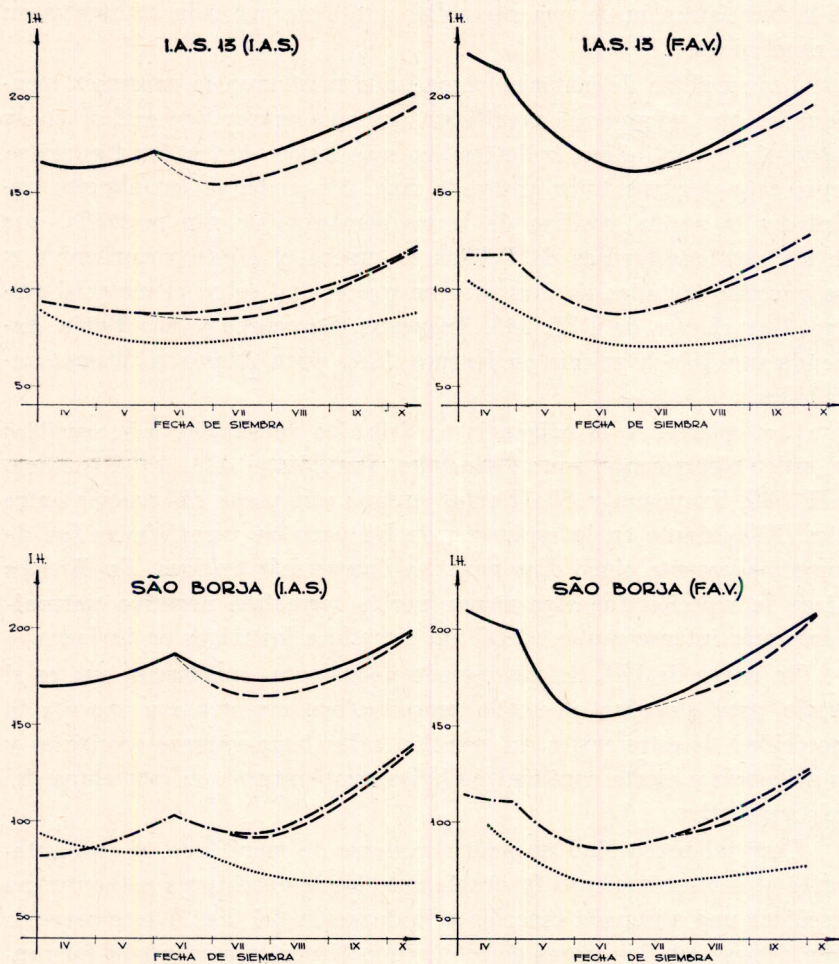 I.H.
I.A.S. 13 (I.A.S.)
200
150
100
50
IV V VI VII VIII IX X
FECHA DE SIEMBRA
I.H.
I.A.S. 13 (F.A.V.)
200
150
100
50
IV V VI VII VIII IX X
FECHA DE SIEMBRA
I.H.
SÃO BORJA (I.A.S.)
200
150
100
50
IV V VI VII VIII IX X
FECHA DE SIEMBRA
I.H.
SÃO BORJA (F.A.V.)
200
150
100
50
IV V VI VII VIII IX X
FECHA DE SIEMBRA